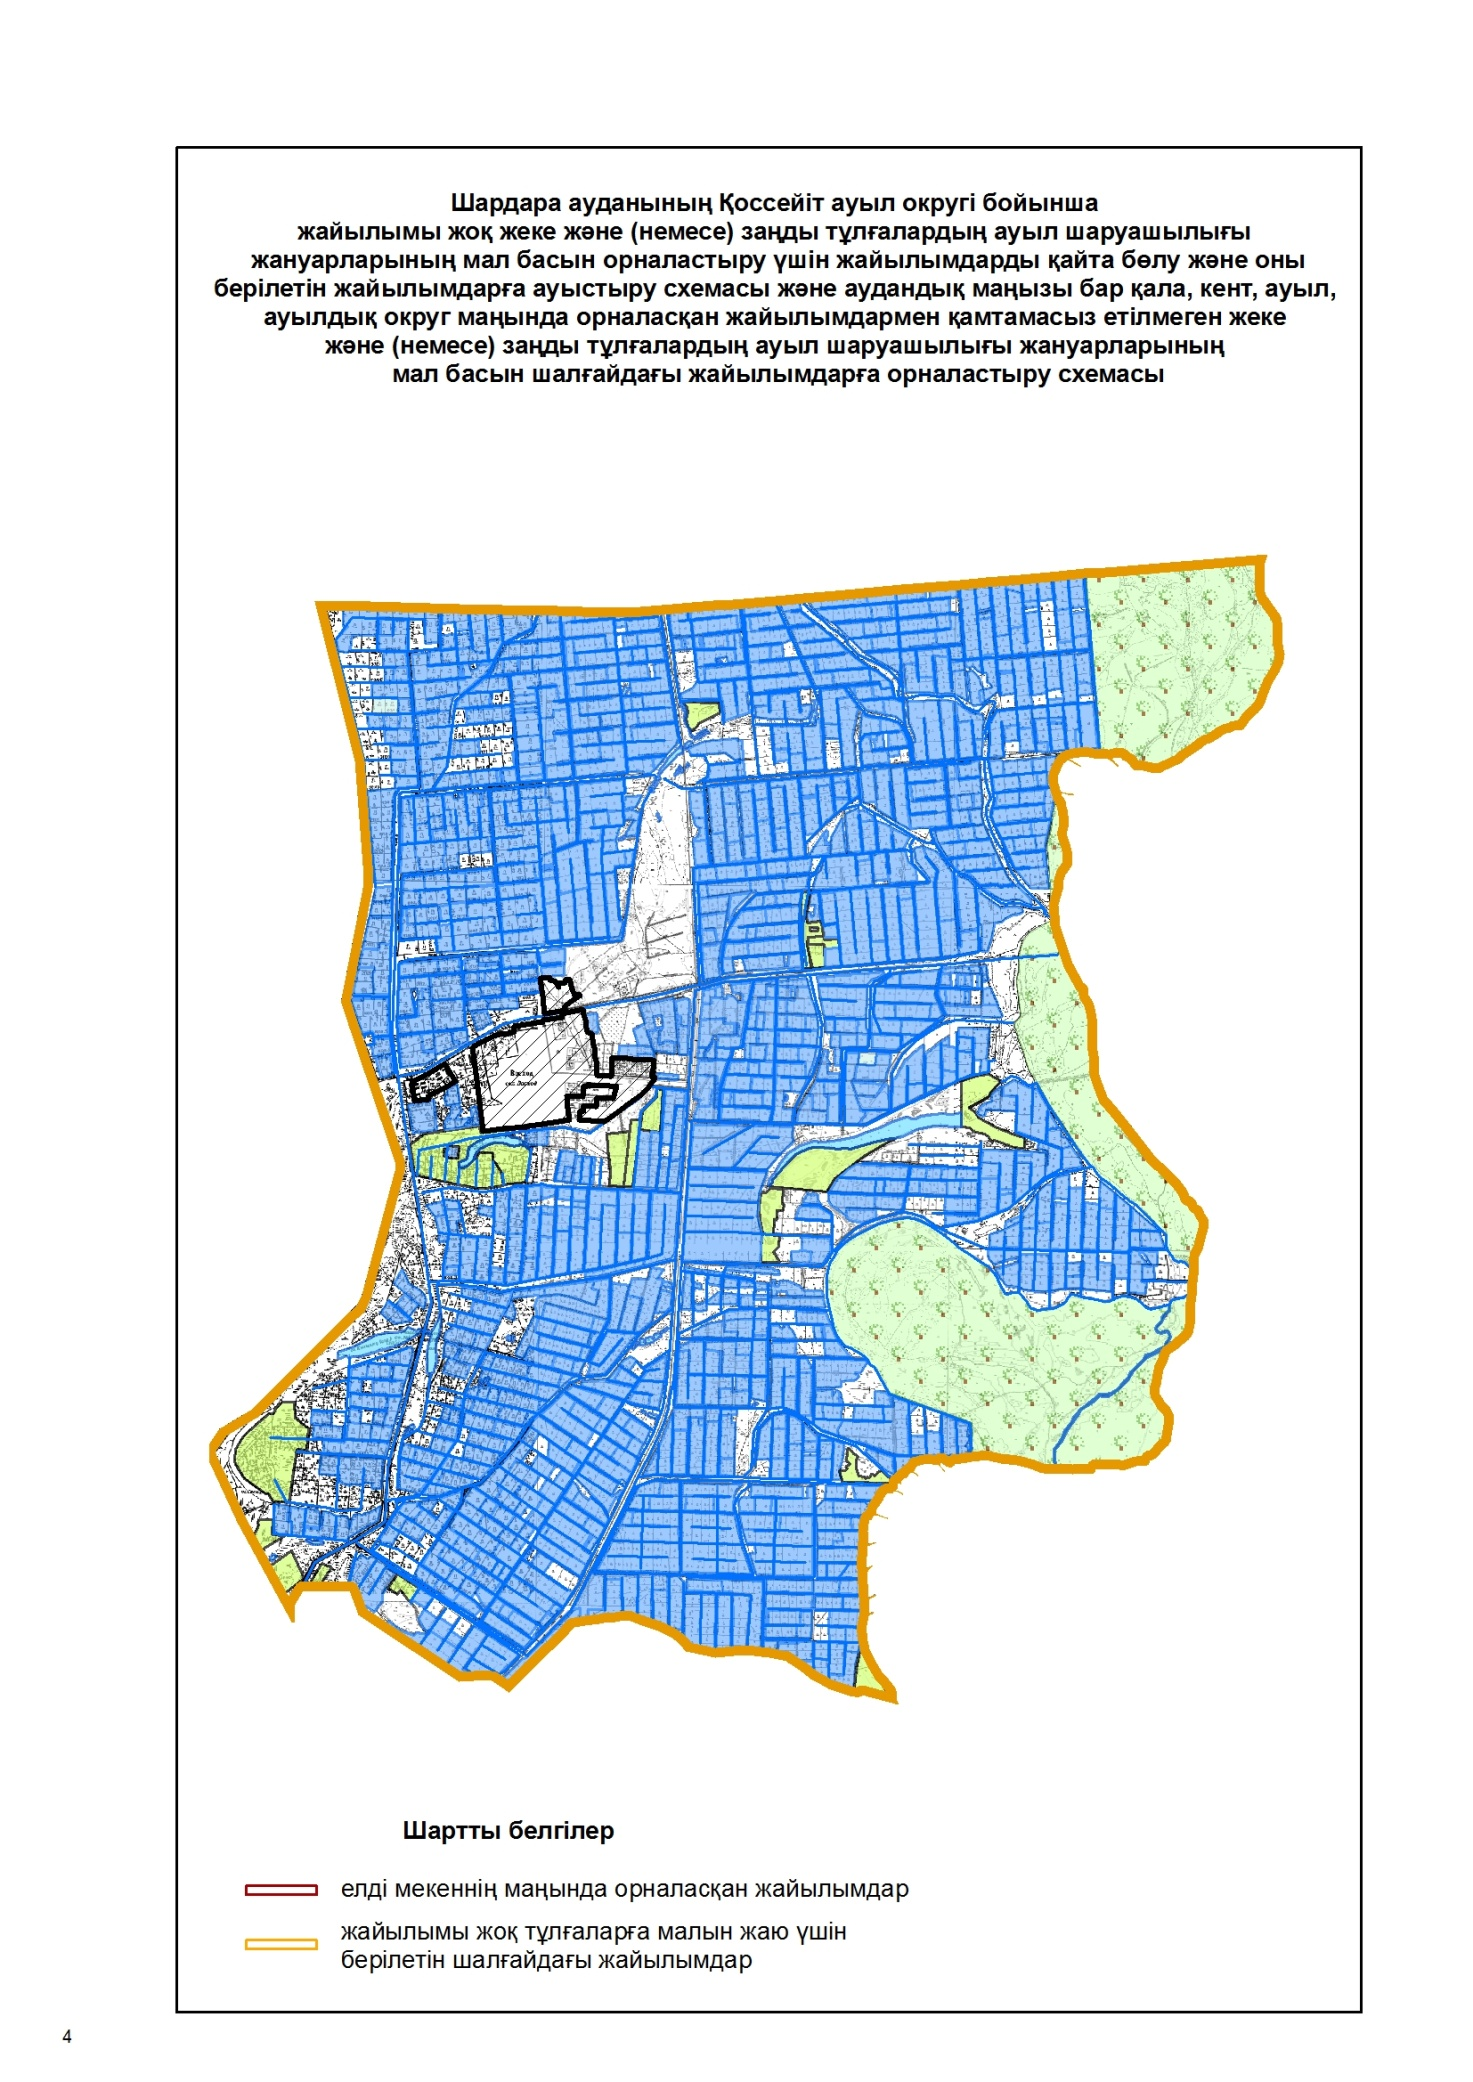 Шардара ауданының Қоссейіт ауыл округі бойынша
жайылымы жоқ жеке және (немесе) заңды тұлғалардың ауыл шаруашылығы
жануарларының мал басын орналастыру үшін жайылымдарды қайта бөлу және оны
берілетін жайылымдарға ауыстыру схемасы және аудандық маңызы бар қала, кент, ауыл,
ауылдық округ маңында орналасқан жайылымдармен қамтамасыз етілмеген жеке
және (немесе) заңды тұлғалардың ауыл шаруашылығы жануарларының
мал басын шалғайдағы жайылымдарға орналастыру схемасы
Шартты белгілер
елді мекеннің маңында орналасқан жайылымдар
жайылымы жоқ тұлғаларға малын жаю үшін
берілетін шалғайдағы жайылымдар
4